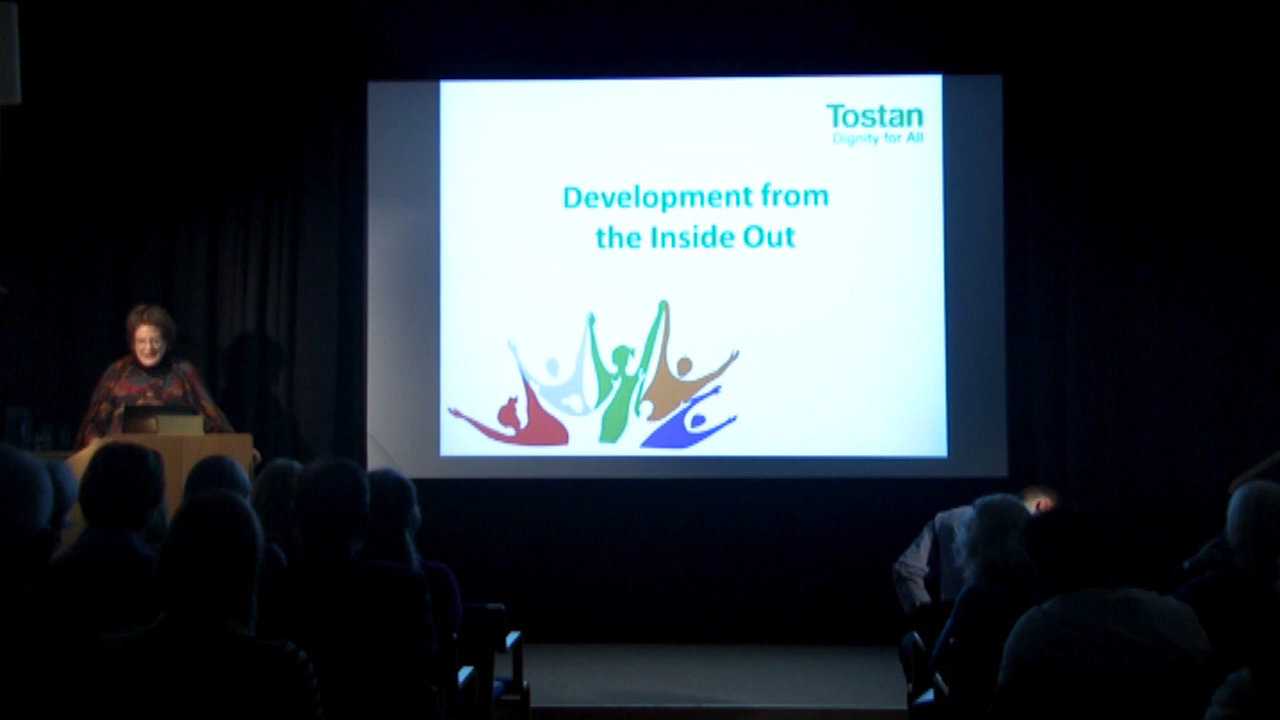 Tostan
Dignity for All
Development from
the Inside Out